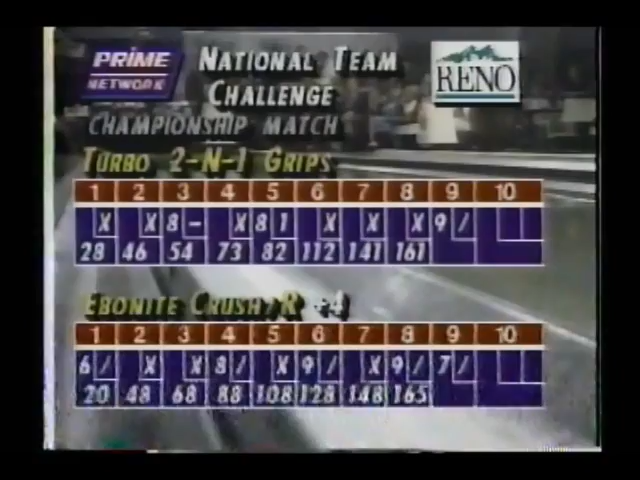 PRIME
NETWORK
NATIONAL TEAM
CHALLENGE
RENO
CHAMPIONSHIP MATCH
TURBO 2-N-1 GRIPS
1 2 3 4 5 6 7 8 9 10
X X 8 - X 8 1 X X X 9 /
28 46 54 73 82 112 141 161
EBONITE CRUSH/R +4
1 2 3 4 5 6 7 8 9 10
6 / X X 8 / X 9 / X 9 / 7 /
20 48 68 88 108 128 148 165